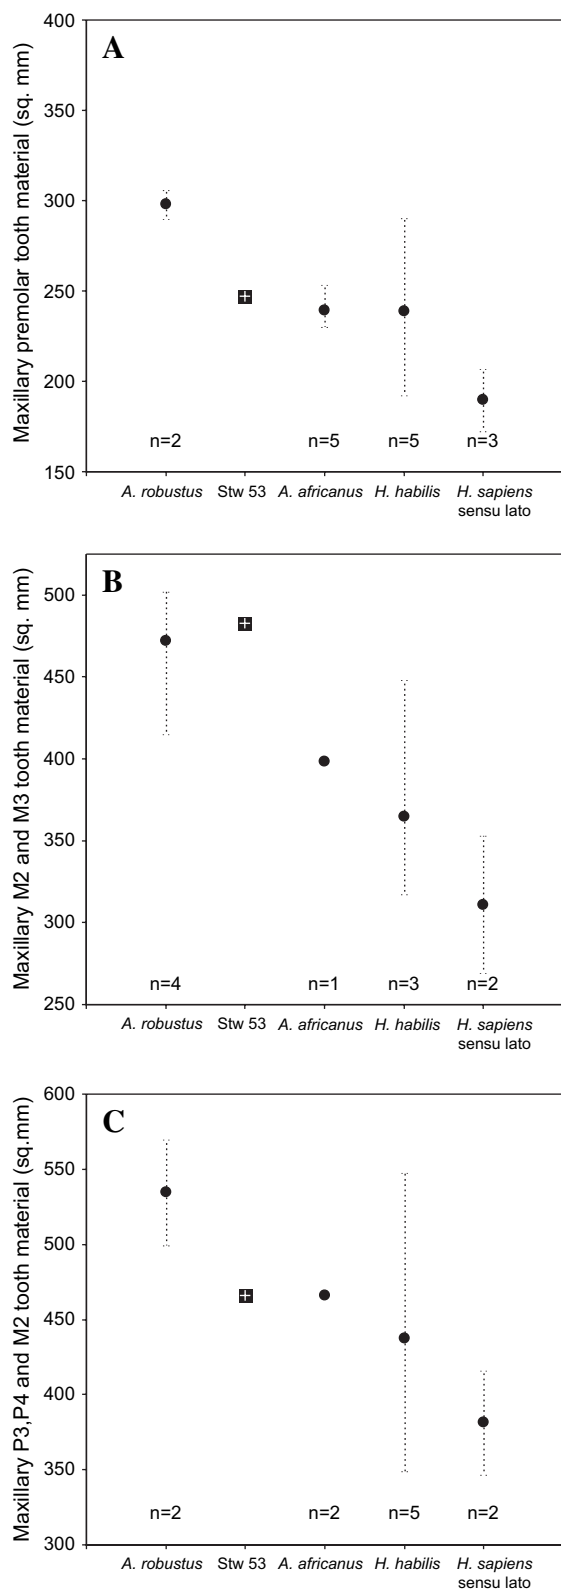 A
Maxillary premolar tooth material (sq. mm)
400
350
300
250
200
150
n=2
n=5
n=5
n=3
A. robustus
Stw 53
A. africanus
H. habilis
H. sapiens
sensu lato
B
Maxillary M2 and M3 tooth material (sq. mm)
500
450
400
350
300
250
n=4
n=1
n=3
n=2
A. robustus
Stw 53
A. africanus
H. habilis
H. sapiens
sensu lato
C
Maxillary P3,P4 and M2 tooth material (sq.mm)
600
550
500
450
400
350
300
n=2
n=2
n=5
n=2
A. robustus
Stw 53
A. africanus
H. habilis
H. sapiens
sensu lato